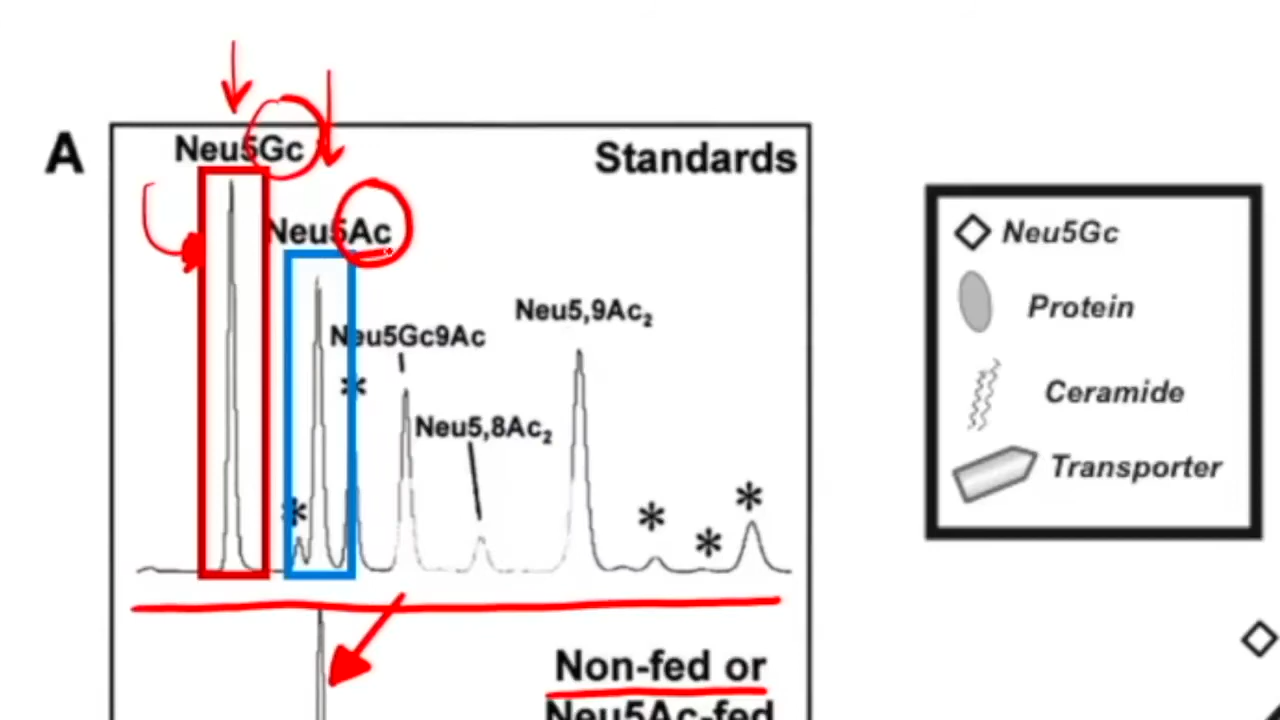 A
Neu5Gc
Standards
Neu5Ac
Neu5,9Ac₂
Neu5Gc9Ac
*
Neu5,8Ac₂
*
*
*
*
Non-fed or
Neu5Ac-fed
Neu5Gc
Protein
Ceramide
Transporter